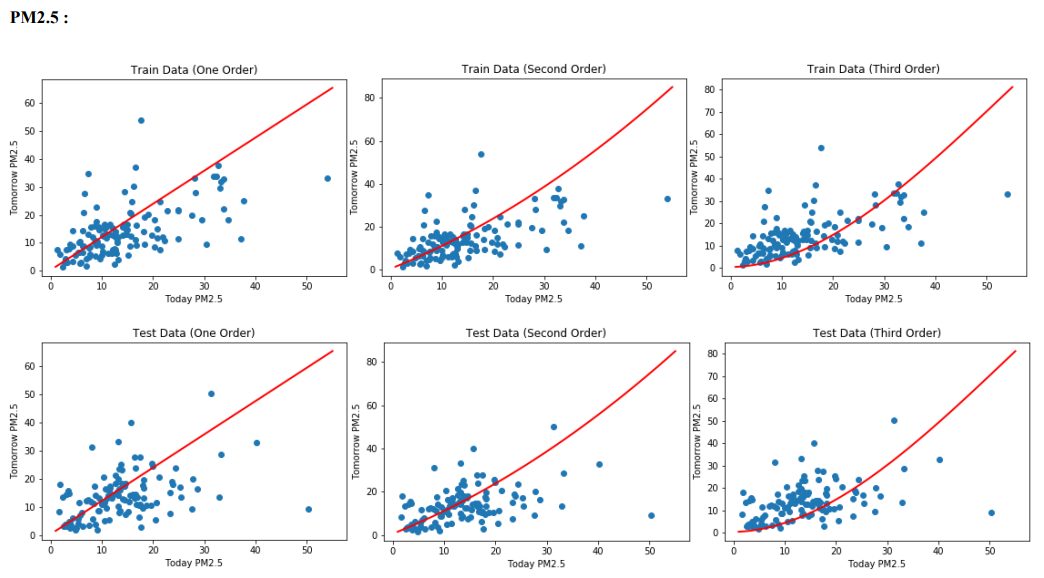 PM2.5 :
Train Data (One Order)
Train Data (Second Order)
Train Data (Third Order)
Tomorrow PM2.5
60
50
40
30
20
10
0
0 10 20 30 40 50
Today PM2.5
Tomorrow PM2.5
80
60
40
20
0
0 10 20 30 40 50
Today PM2.5
Tomorrow PM2.5
80
70
60
50
40
30
20
10
0
0 10 20 30 40 50
Today PM2.5
Test Data (One Order)
Test Data (Second Order)
Test Data (Third Order)
Tomorrow PM2.5
60
50
40
30
20
10
0
0 10 20 30 40 50
Today PM2.5
Tomorrow PM2.5
80
60
40
20
0
0 10 20 30 40 50
Today PM2.5
Tomorrow PM2.5
80
70
60
50
40
30
20
10
0
0 10 20 30 40 50
Today PM2.5